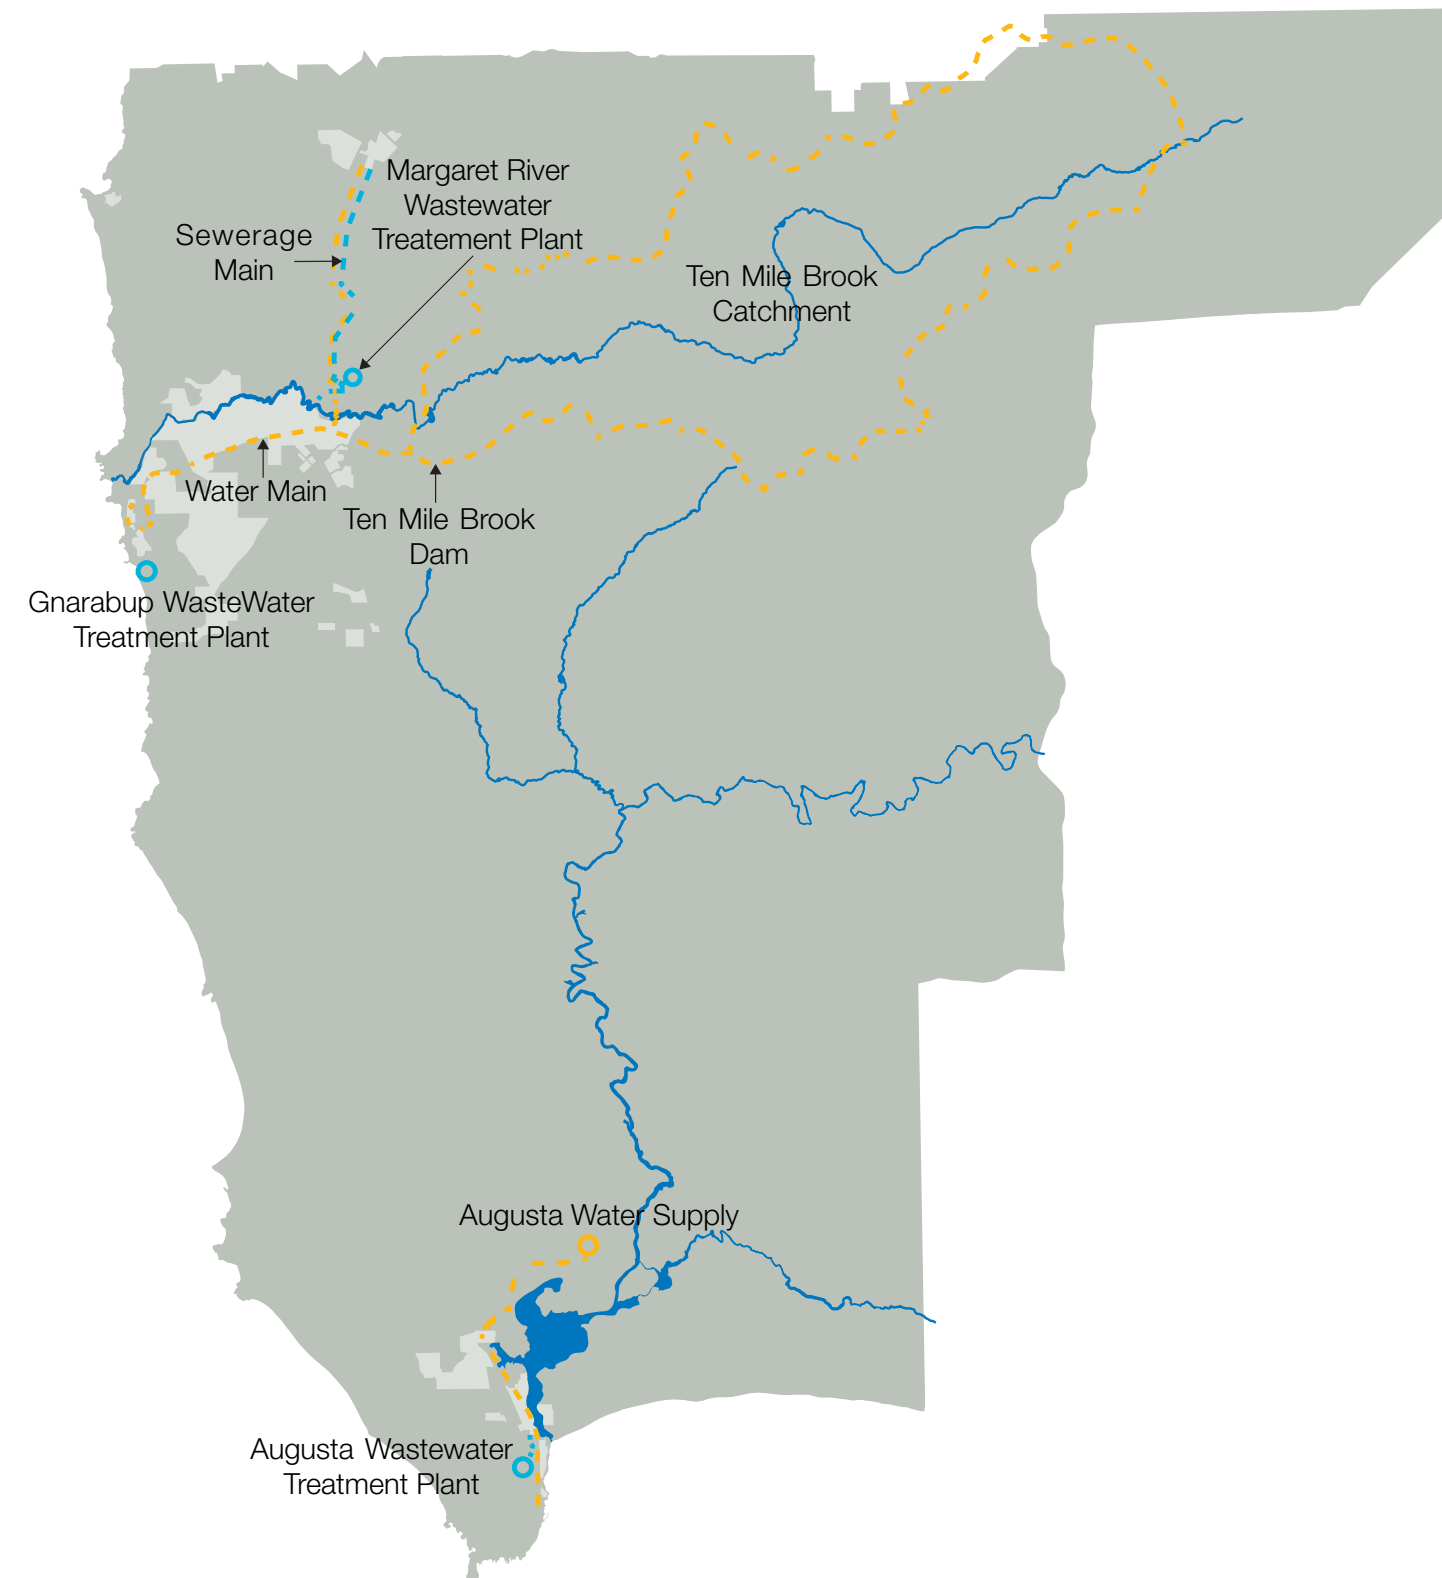 Margaret River
Wastewater
Treatement Plant
Sewerage
Main
Ten Mile Brook
Catchment
Water Main
Ten Mile Brook
Dam
Gnarabup WasteWater
Treatment Plant
Augusta Water Supply
Augusta Wastewater
Treatment Plant